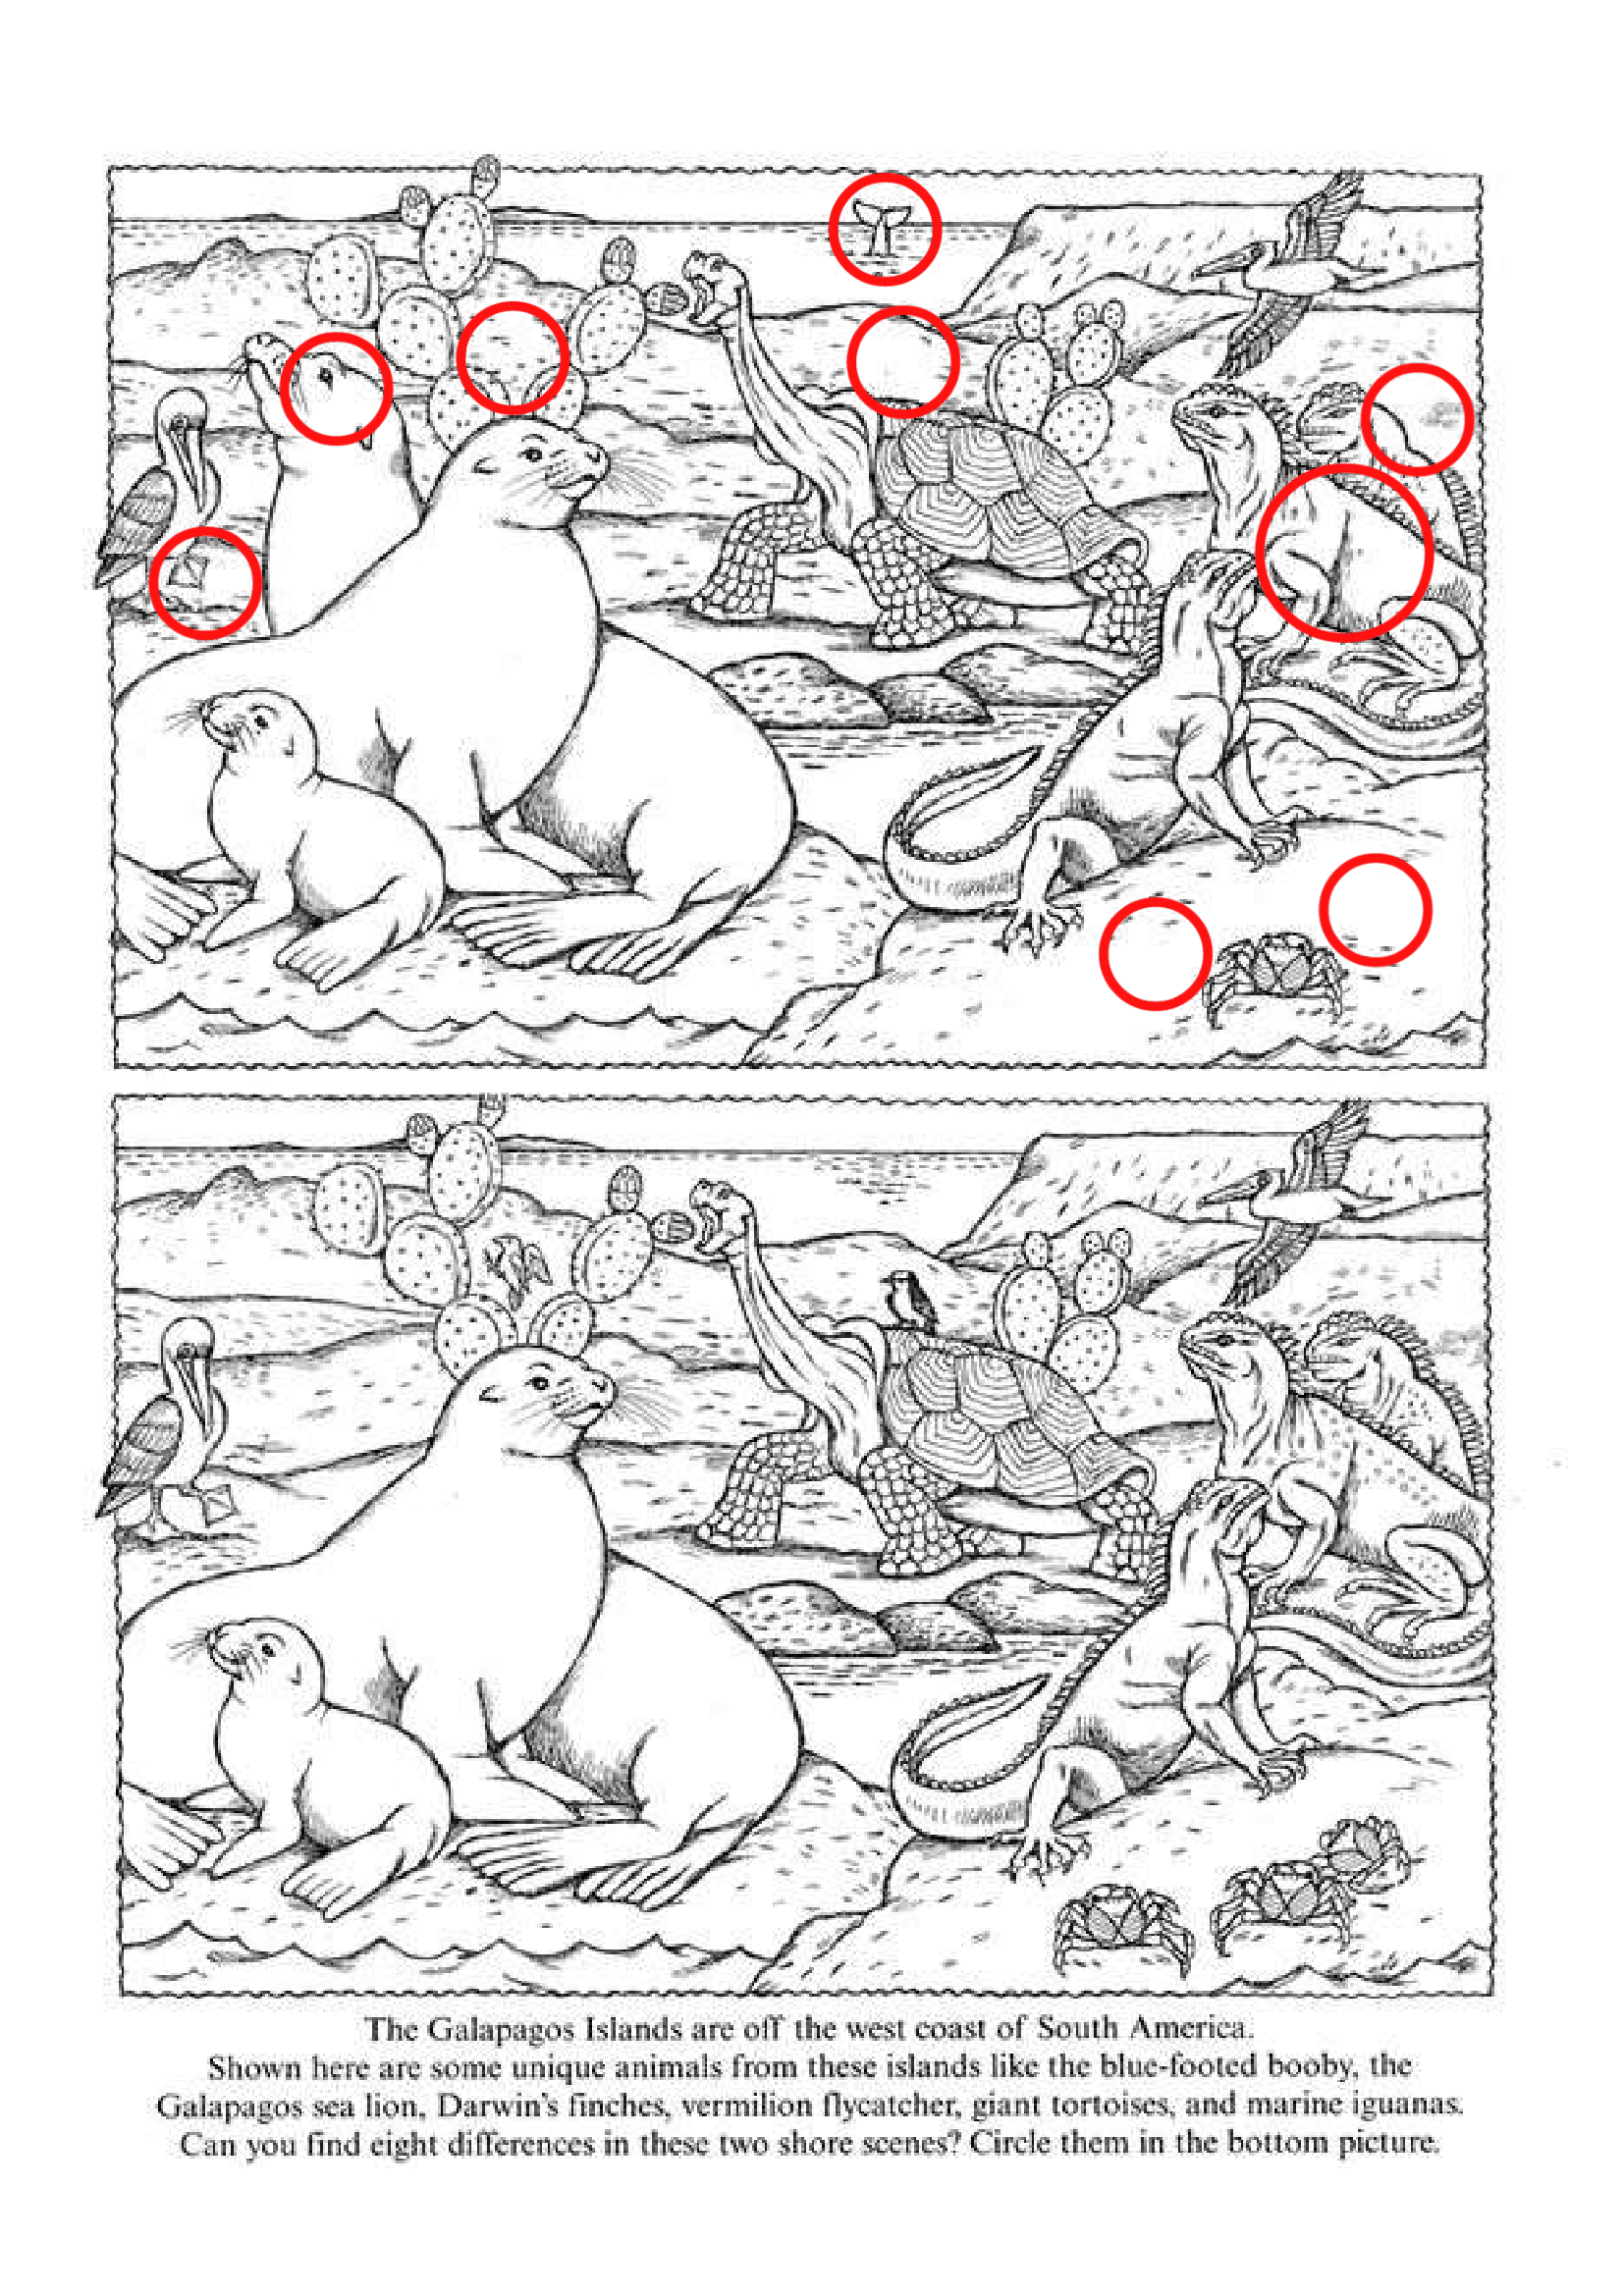 The Galapagos Islands are off the west coast of South America.
Shown here are some unique animals from these islands like the blue-footed booby, the
Galapagos sea lion, Darwin's finches, vermilion flycatcher, giant tortoises, and marine iguanas.
Can you find eight differences in these two shore scenes? Circle them in the bottom picture.